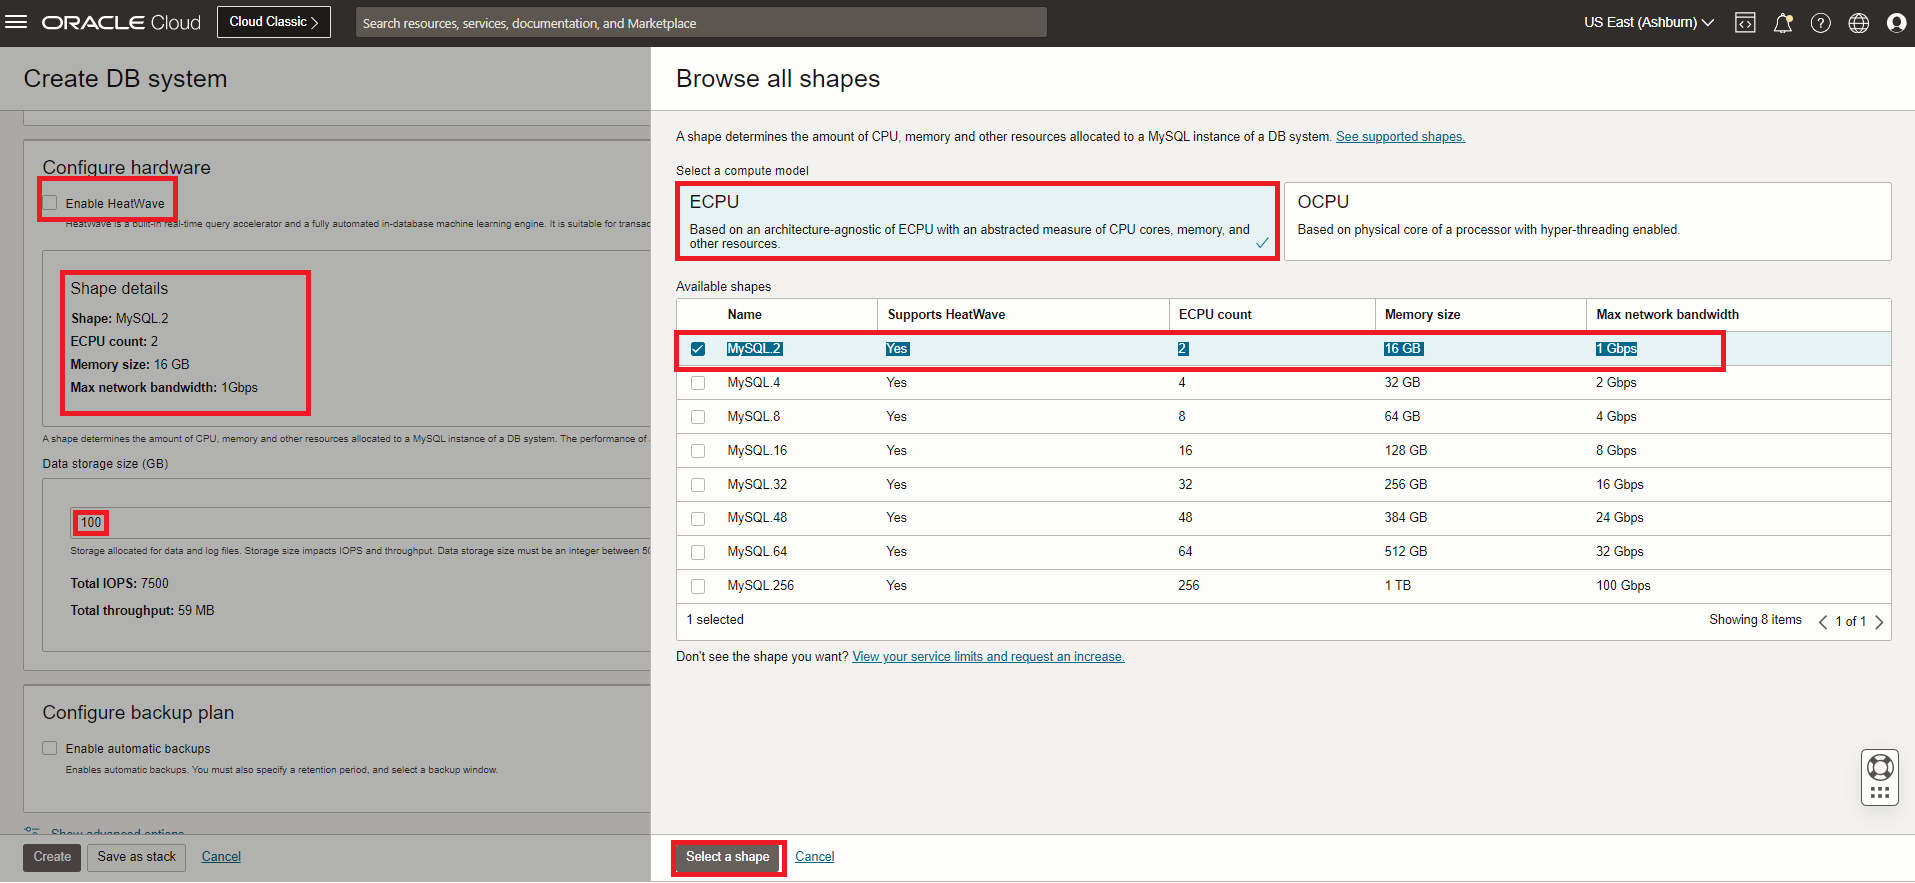 ORACLE Cloud
Cloud Classic
Search resources, services, documentation, and Marketplace
US East (Ashburn)
Create DB system
Configure hardware
Enable HeatWave
HeatWave is a built-in real-time query accelerator and a fully automated in-database machine learning engine. It is suitable for transac
Shape details
Shape: MySQL.2
ECPU count: 2
Memory size: 16 GB
Max network bandwidth: 1Gbps
A shape determines the amount of CPU, memory and other resources allocated to a MySQL instance of a DB system. The performance of
Data storage size (GB)
100
Storage allocated for data and log files. Storage size impacts IOPS and throughput. Data storage size must be an integer between 50
Total IOPS: 7500
Total throughput: 59 MB
Configure backup plan
Enable automatic backups
Enables automatic backups. You must also specify a retention period, and select a backup window.
Show advanced options
Create
Save as stack
Cancel
Browse all shapes
A shape determines the amount of CPU, memory and other resources allocated to a MySQL instance of a DB system. See supported shapes.
Select a compute model
ECPU
Based on an architecture-agnostic of ECPU with an abstracted measure of CPU cores, memory, and
other resources.
OCPU
Based on physical core of a processor with hyper-threading enabled.
Available shapes
Name Supports HeatWave ECPU count Memory size Max network bandwidth
MySQL.2 Yes 2 16 GB 1 Gbps
MySQL.4 Yes 4 32 GB 2 Gbps
MySQL.8 Yes 8 64 GB 4 Gbps
MySQL.16 Yes 16 128 GB 8 Gbps
MySQL.32 Yes 32 256 GB 16 Gbps
MySQL.48 Yes 48 384 GB 24 Gbps
MySQL.64 Yes 64 512 GB 32 Gbps
MySQL.256 Yes 256 1 TB 100 Gbps
1 selected
Showing 8 items
1 of 1
Don't see the shape you want? View your service limits and request an increase.
Select a shape
Cancel